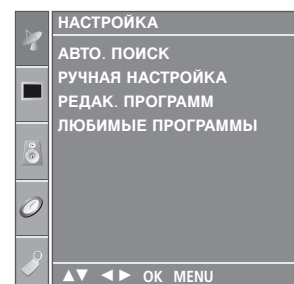 НАСТРОЙКА
АВТО. ПОИСК
РУЧНАЯ НАСТРОЙКА
РЕДАК. ПРОГРАММ
ЛЮБИМЫЕ ПРОГРАММЫ
▲▼ ◄► OK MENU